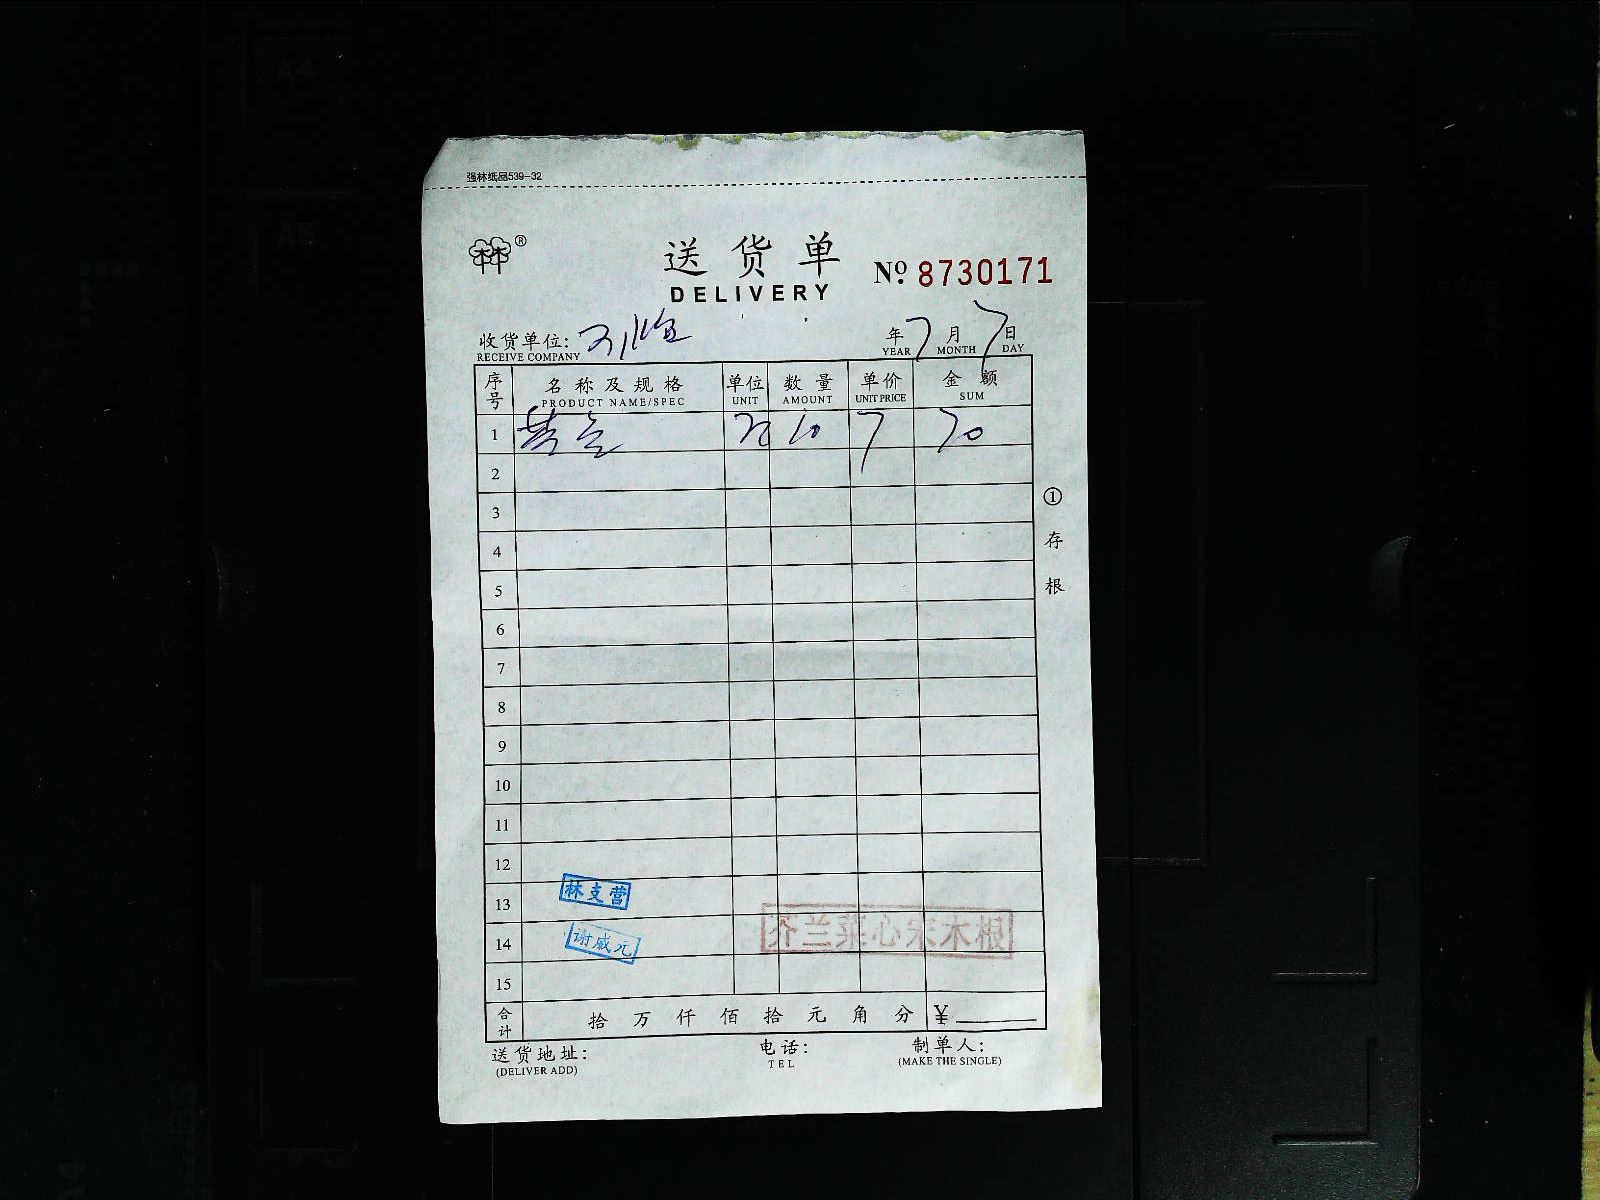 强林纸品539-32
林林®
送货单
DELIVERY
№ 8730171
收货单位:
RECEIVE COMPANY
年 7 月 7 日
YEAR MONTH DAY
序号 名称及规格 单位 数量 单价 金额
PRODUCT NAME/SPEC UNIT AMOUNT UNIT PRICE SUM
1 10 7 70
2
3
4
5
6
7
8
9
10
11
12
13 林支营
14 谢威元 芥兰菜心宋木根
15
合计 拾 万 仟 佰 拾 元 角 分 ¥
① 存根
送货地址: 电话: 制单人:
(DELIVER ADD) TEL (MAKE THE SINGLE)